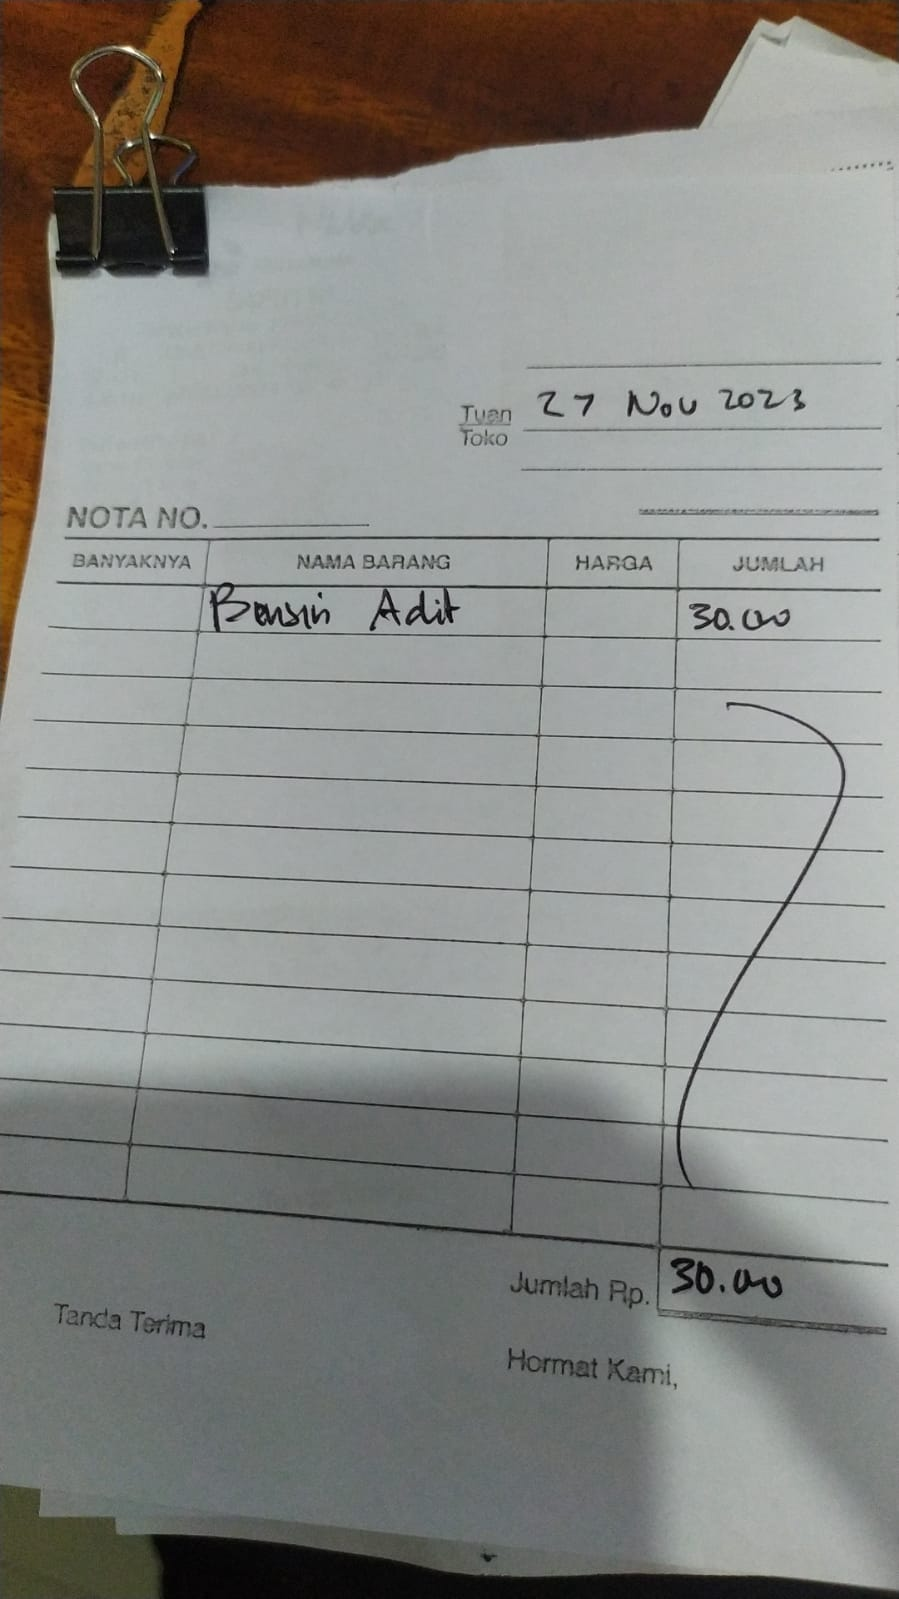 27 Nov 2023
Tuan
Toko
NOTA NO.
BANYAKNYA NAMA BARANG HARGA JUMLAH
Bensin Adit 30.000
Jumlah Rp. 30.000
Tanda Terima
Hormat Kami,